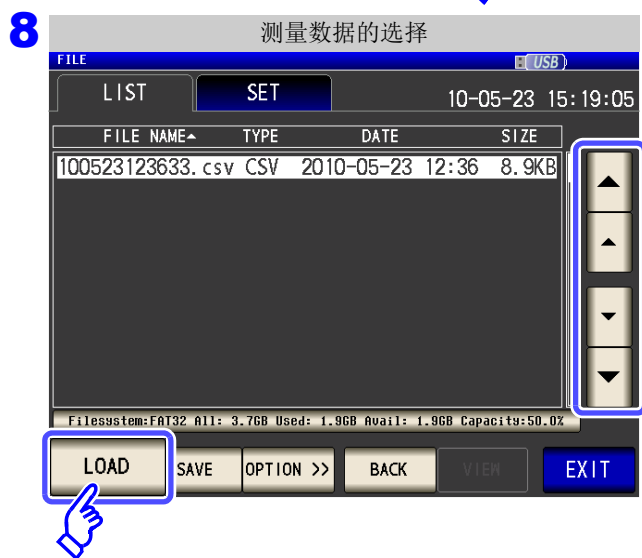 8
测量数据的选择
FILE
USB
LIST SET 10-05-23 15:19:05
FILE NAME▲ TYPE DATE SIZE
100523123633.csv CSV 2010-05-23 12:36 8.9KB
Filesystem:FAT32 All: 3.7GB Used: 1.9GB Avail: 1.9GB Capacity:50.0%
LOAD SAVE OPTION >> BACK VIEW EXIT